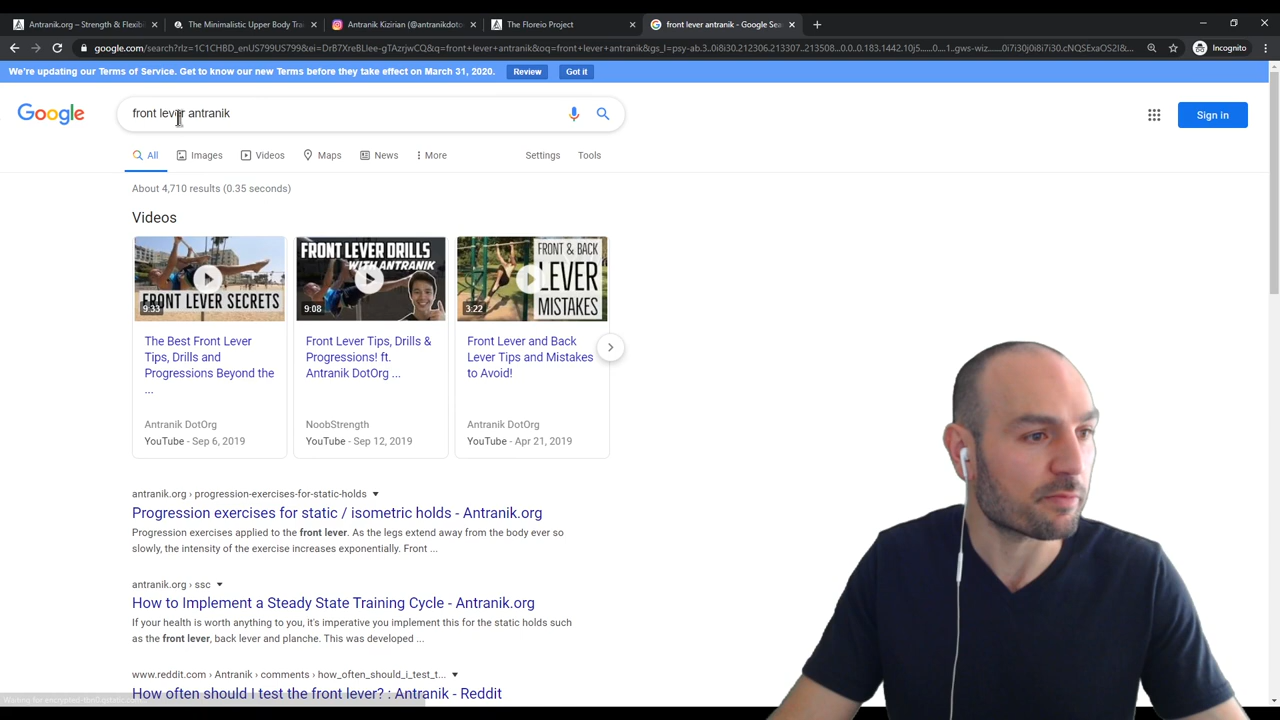 Antranik.org – Strength & Flexibi
The Minimalistic Upper Body Trai
Antranik Kizirian (@antranikdoto
The Floreio Project
front lever antranik - Google Sea
google.com/search?rlz=1C1CHBD_enUS799US799&ei=DrB7XreBLIee-gTAzrjwCQ&q=front+lever+antranik&oq=front+lever+antranik&gs_l=psy-ab.3..0i8i30.212306.213307..213508...0.0..0.183.1442.10j5......0....1..gws-wiz.......0i7i30j0i8i7i30.cNQSExaOS2I&...
Incognito
We're updating our Terms of Service. Get to know our new Terms before they take effect on March 31, 2020.
Review
Got it
Google
front lever antranik
Sign in
All
Images
Videos
Maps
News
More
Settings
Tools
About 4,710 results (0.35 seconds)
Videos
FRONT LEVER SECRETS
9:33
FRONT LEVER DRILLS
WITH ANTRANIK
9:08
FRONT & BACK
LEVER
MISTAKES
3:22
The Best Front Lever
Tips, Drills and
Progressions Beyond the
...
Antranik DotOrg
YouTube - Sep 6, 2019
Front Lever Tips, Drills &
Progressions! ft.
Antranik DotOrg ...
NoobStrength
YouTube - Sep 12, 2019
Front Lever and Back
Lever Tips and Mistakes
to Avoid!
Antranik DotOrg
YouTube - Apr 21, 2019
antranik.org › progression-exercises-for-static-holds
Progression exercises for static / isometric holds - Antranik.org
Progression exercises applied to the front lever. As the legs extend away from the body ever so
slowly, the intensity of the exercise increases exponentially. Front ...
antranik.org › ssc
How to Implement a Steady State Training Cycle - Antranik.org
If your health is worth anything to you, it's imperative you implement this for the static holds such
as the front lever, back lever and planche. This was developed ...
www.reddit.com › Antranik › comments › how_often_should_i_test_t...
How often should I test the front lever? : Antranik - Reddit